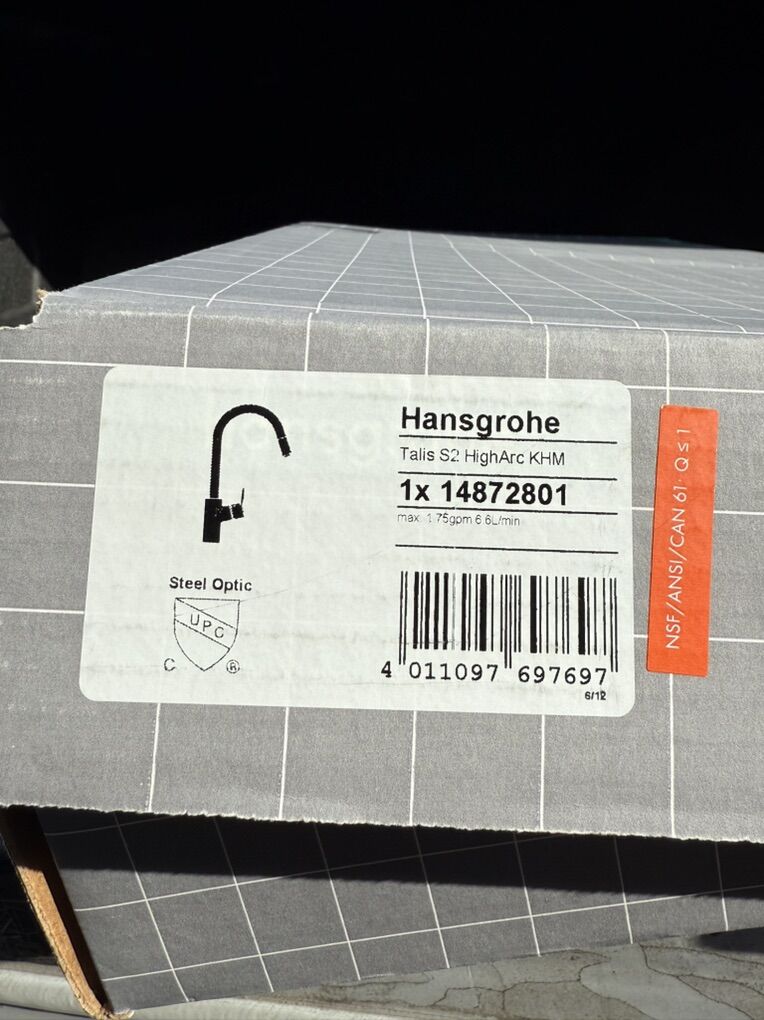 Hansgrohe
Talis S2 HighArc KHM
1x 14872801
max. 1.75gpm 6.6L/min
Steel Optic
UPC
C ®
4 011097 697697
6/12
NSF/ANSI/CAN 61: Q ≤ 1